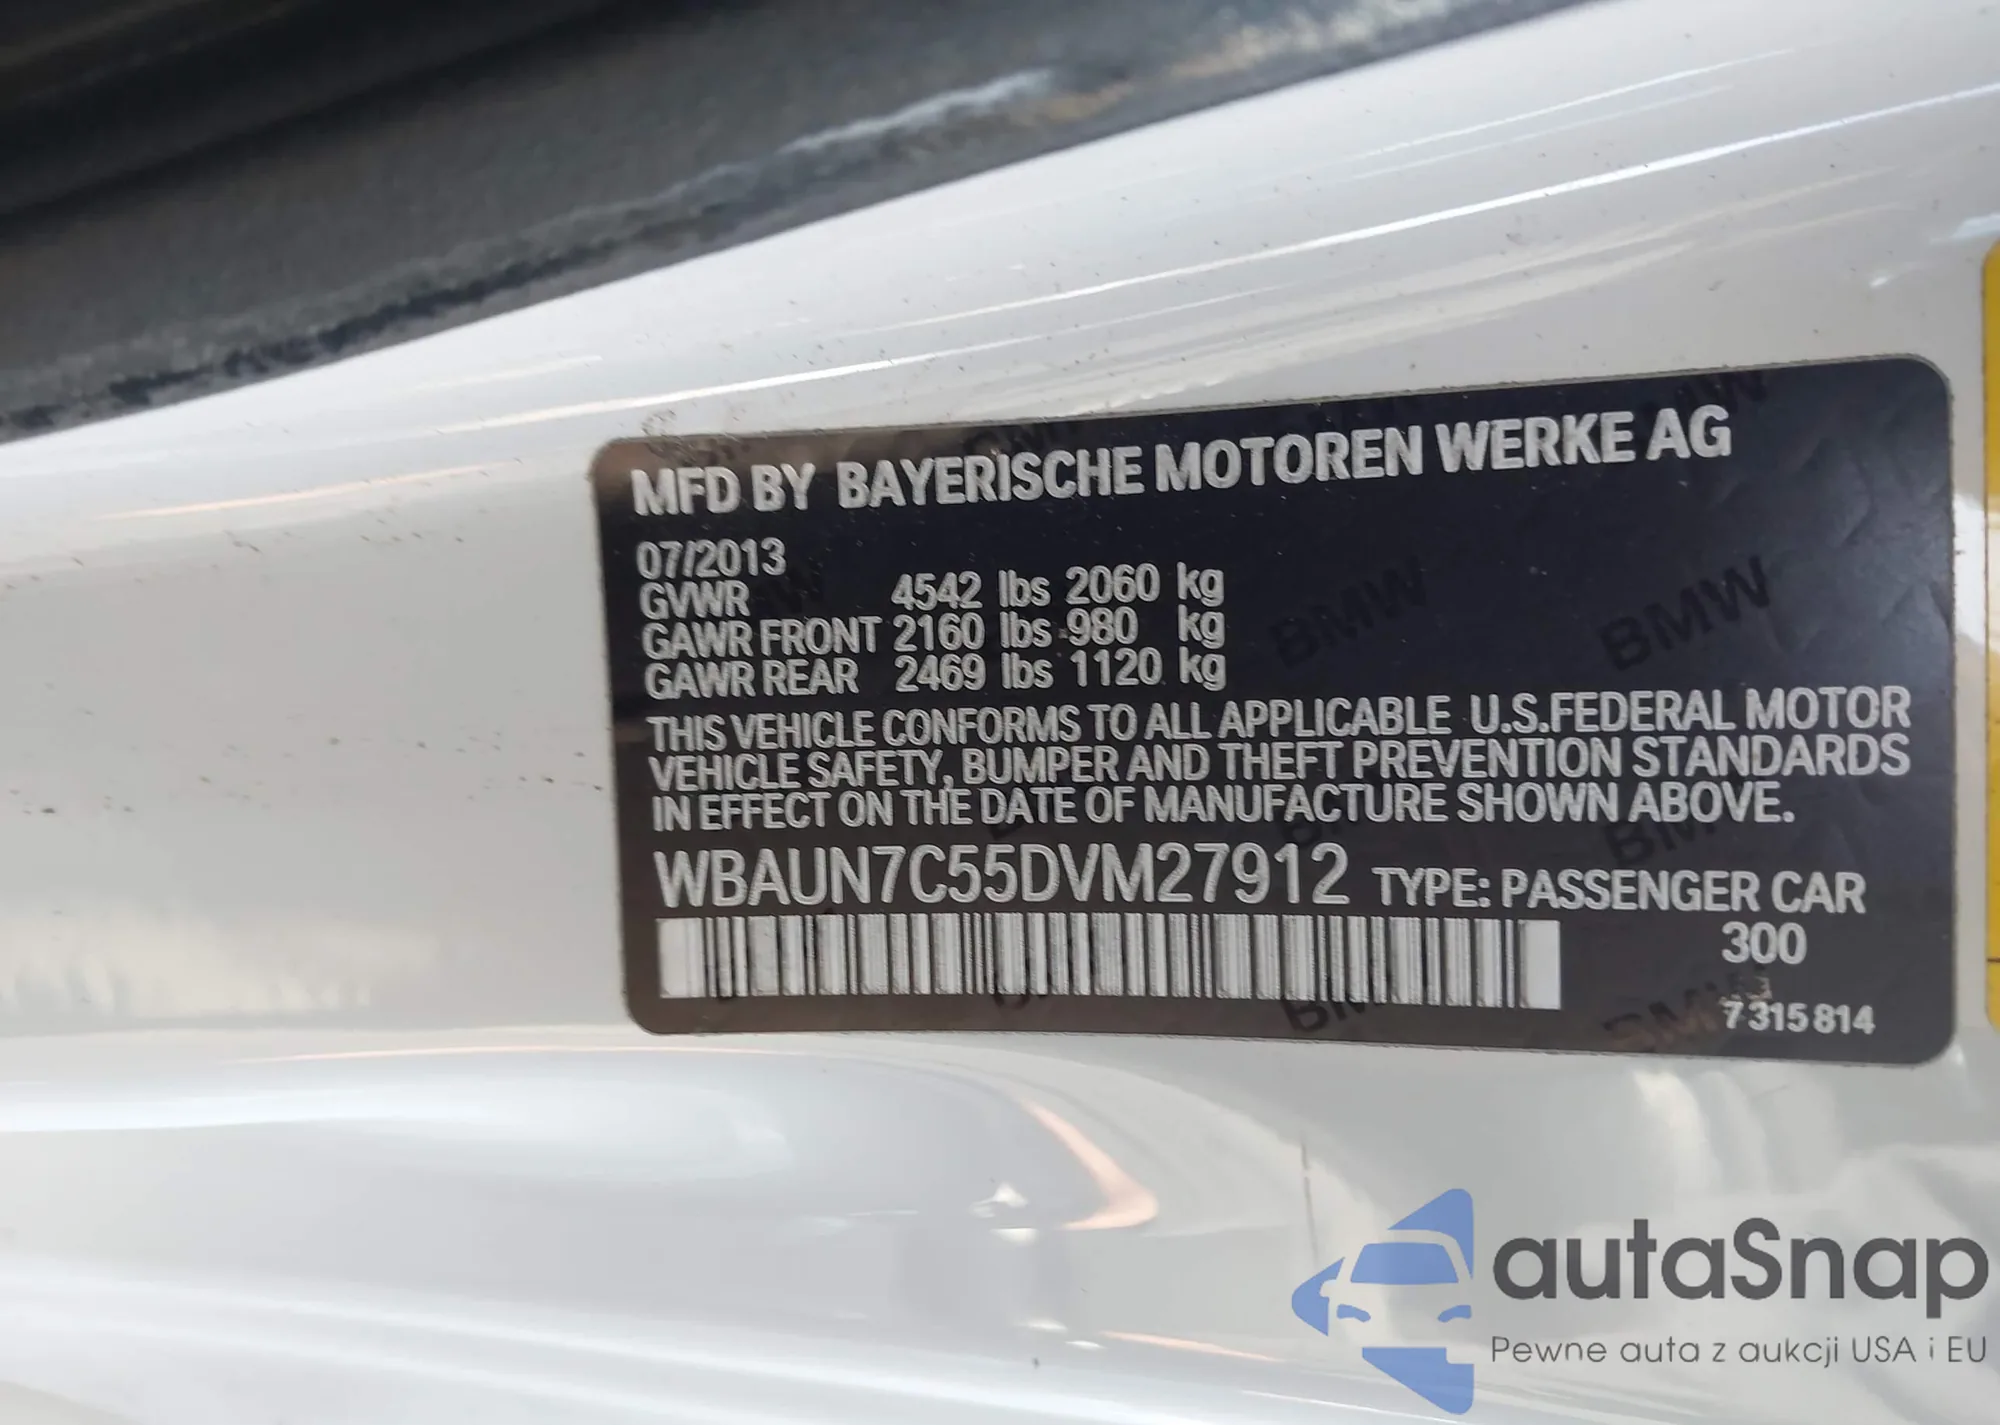 MFD BY BAYERISCHE MOTOREN WERKE AG
07/2013
GVWR 4542 lbs 2060 kg
GAWR FRONT 2160 lbs 980 kg
GAWR REAR 2469 lbs 1120 kg
THIS VEHICLE CONFORMS TO ALL APPLICABLE U.S.FEDERAL MOTOR
VEHICLE SAFETY, BUMPER AND THEFT PREVENTION STANDARDS
IN EFFECT ON THE DATE OF MANUFACTURE SHOWN ABOVE.
WBAUN7C55DVM27912 TYPE: PASSENGER CAR
300
7 315 814
autaSnap
Pewne auta z aukcji USA i EU